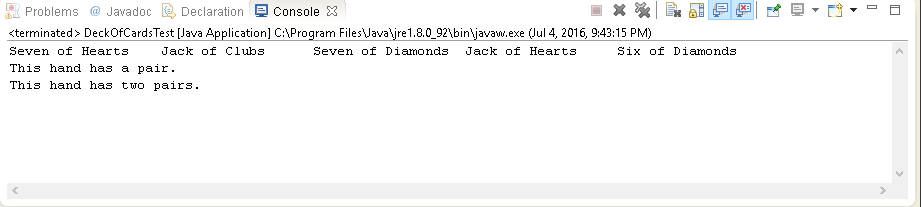 Problems @ Javadoc Declaration Console
<terminated> DeckOfCardsTest [Java Application] C:\Program Files\Java\jre1.8.0_92\bin\javaw.exe (Jul 4, 2016, 9:43:15 PM)
Seven of Hearts Jack of Clubs Seven of Diamonds Jack of Hearts Six of Diamonds
This hand has a pair.
This hand has two pairs.